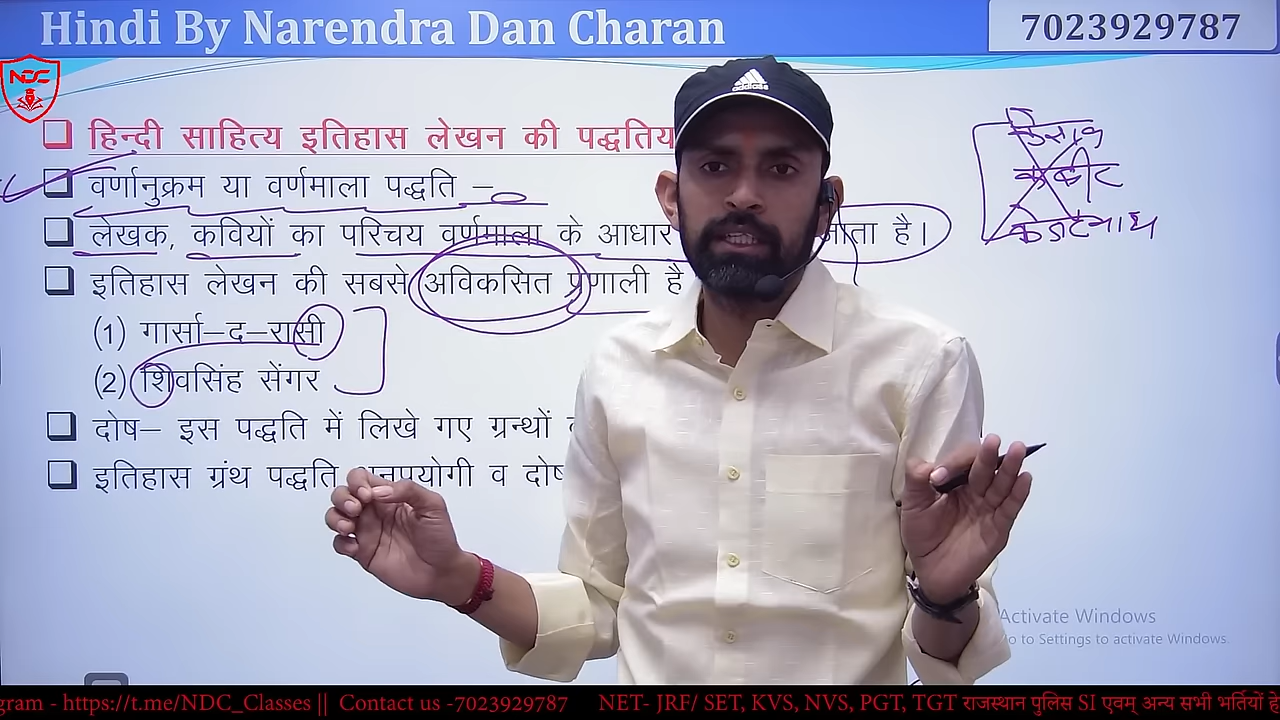 Hindi By Narendra Dan Charan
7023929787
NDC
addlass
हिन्दी साहित्य इतिहास लेखन की पद्धतिय
वर्णानुक्रम या वर्णमाला पद्धति –
लेखक, कवियों का परिचय वर्णमाला के आधार
है।
इतिहास लेखन की सबसे अविकसित प्रणाली है
(1) गार्सा–द–रासी
(2) शिवसिंह सेंगर
दोष– इस पद्धति में लिखे गए ग्रन्थों
इतिहास ग्रंथ पद्धति अनुपयोगी व दोष
Activate Windows
to Settings to activate Windows.
gram - https://t.me/NDC_Classes || Contact us -7023929787 NET- JRF/ SET, KVS, NVS, PGT, TGT राजस्थान पुलिस SI एवम् अन्य सभी भर्तियों हे